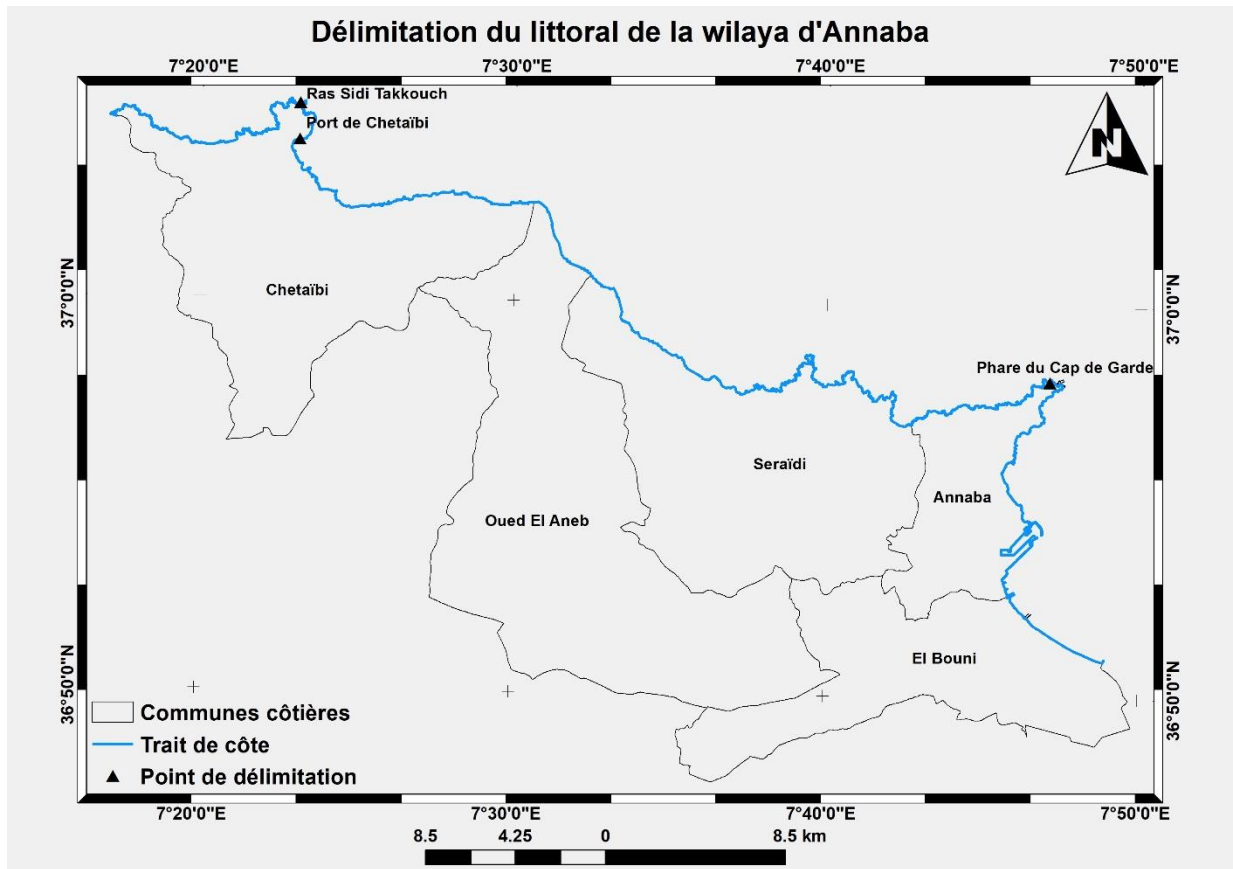 Délimitation du littoral de la wilaya d'Annaba
7°20'0"E 7°30'0"E 7°40'0"E 7°50'0"E
Ras Sidi Takkouch
Port de Chetaïbi
N
37°0'0"N
37°0'0"N
Chetaïbi
Phare du Cap de Garde
Seraïdi
Annaba
Oued El Aneb
El Bouni
36°50'0"N
36°50'0"N
Communes côtières
Trait de côte
Point de délimitation
7°20'0"E 7°30'0"E 7°40'0"E 7°50'0"E
8.5 4.25 0 8.5 km